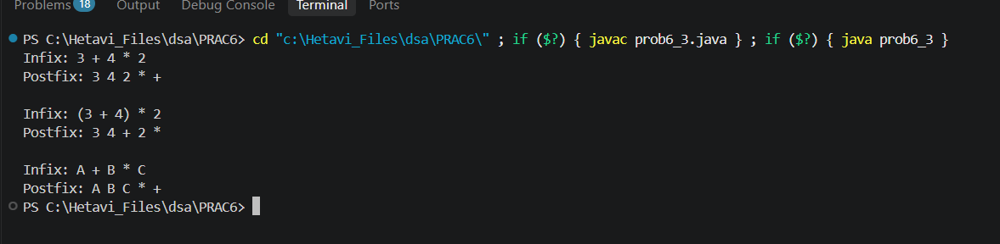 Problems 18 Output Debug Console Terminal Ports
PS C:\Hetavi_Files\dsa\PRAC6> cd "c:\Hetavi_Files\dsa\PRAC6\" ; if ($?) { javac prob6_3.java } ; if ($?) { java prob6_3 }
Infix: 3 + 4 * 2
Postfix: 3 4 2 * +
Infix: (3 + 4) * 2
Postfix: 3 4 + 2 *
Infix: A + B * C
Postfix: A B C * +
PS C:\Hetavi_Files\dsa\PRAC6>